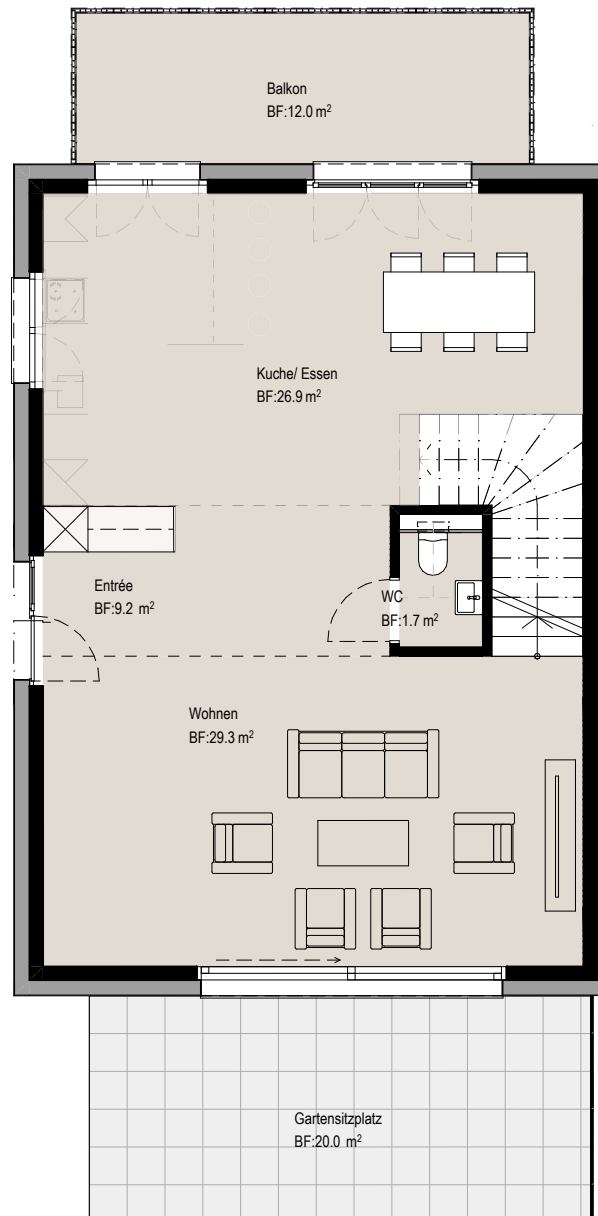 Balkon
BF:12.0 m²
Kuche/ Essen
BF:26.9 m²
Entrée
BF:9.2 m²
WC
BF:1.7 m²
Wohnen
BF:29.3 m²
Gartensitzplatz
BF:20.0 m²